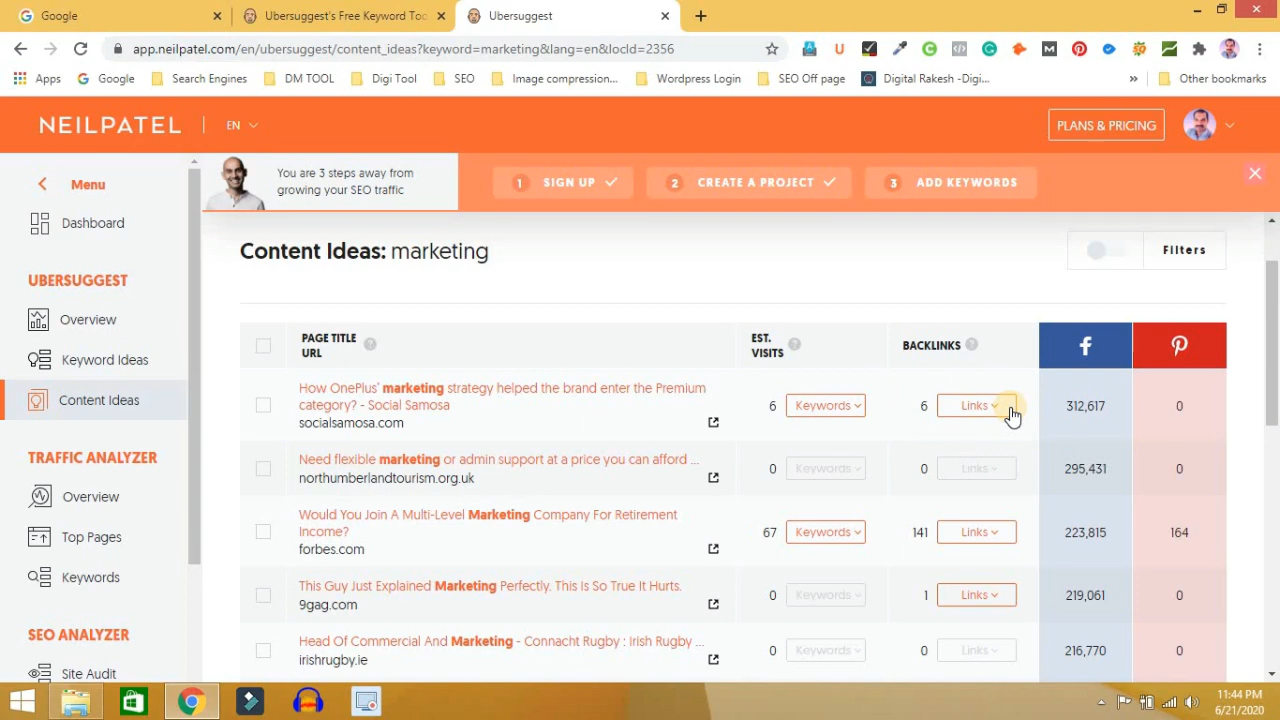 Google
Ubersuggest's Free Keyword Too
Ubersuggest
app.neilpatel.com/en/ubersuggest/content_ideas?keyword=marketing&lang=en&locId=2356
Apps
Google
Search Engines
DM TOOL
Digi Tool
SEO
Image compression...
Wordpress Login
SEO Off page
Digital Rakesh -Digi...
»
Other bookmarks
NEILPATEL
EN
PLANS & PRICING
You are 3 steps away from
growing your SEO traffic
1 SIGN UP
2 CREATE A PROJECT
3 ADD KEYWORDS
Menu
Dashboard
UBERSUGGEST
Overview
Keyword Ideas
Content Ideas
TRAFFIC ANALYZER
Overview
Top Pages
Keywords
SEO ANALYZER
Site Audit
Content Ideas: marketing
Filters
PAGE TITLE
URL
EST.
VISITS
BACKLINKS
How OnePlus' marketing strategy helped the brand enter the Premium
category? - Social Samosa
socialsamosa.com
6 Keywords 6 Links 312,617 0
Need flexible marketing or admin support at a price you can afford ...
northumberlandtourism.org.uk
0 Keywords 0 Links 295,431 0
Would You Join A Multi-Level Marketing Company For Retirement
Income?
forbes.com
67 Keywords 141 Links 223,815 164
This Guy Just Explained Marketing Perfectly. This Is So True It Hurts.
9gag.com
0 Keywords 1 Links 219,061 0
Head Of Commercial And Marketing - Connacht Rugby : Irish Rugby ...
irishrugby.ie
0 Keywords 0 Links 216,770 0
11:44 PM
6/21/2020